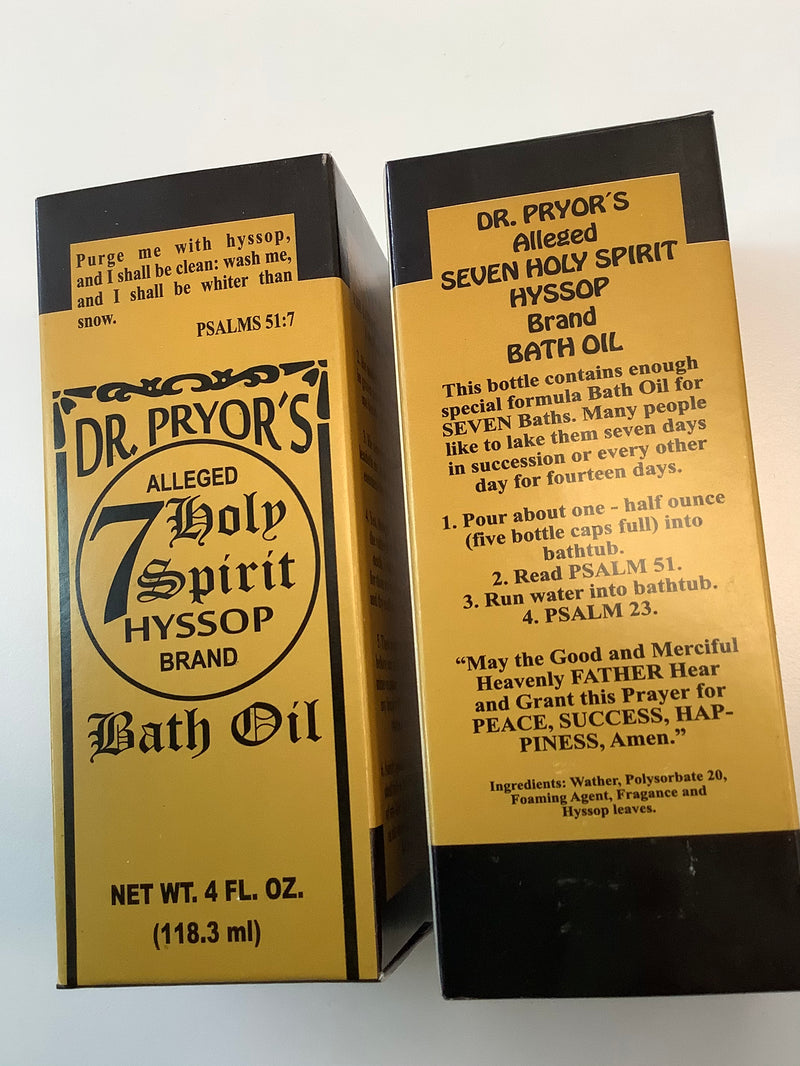 Purge me with hyssop,
and I shall be clean: wash me,
and I shall be whiter than
snow.
PSALMS 51:7
DR. PRYOR'S
ALLEGED
7 Holy
Spirit
HYSSOP
BRAND
Bath Oil
NET WT. 4 FL. OZ.
(118.3 ml)
DR. PRYOR´S
Alleged
SEVEN HOLY SPIRIT
HYSSOP
Brand
BATH OIL
This bottle contains enough
special formula Bath Oil for
SEVEN Baths. Many people
like to lake them seven days
in succession or every other
day for fourteen days.
1. Pour about one - half ounce
(five bottle caps full) into
bathtub.
2. Read PSALM 51.
3. Run water into bathtub.
4. PSALM 23.
“May the Good and Merciful
Heavenly FATHER Hear
and Grant this Prayer for
PEACE, SUCCESS, HAP-
PINESS, Amen.”
Ingredients: Wather, Polysorbate 20,
Foaming Agent, Fragance and
Hyssop leaves.